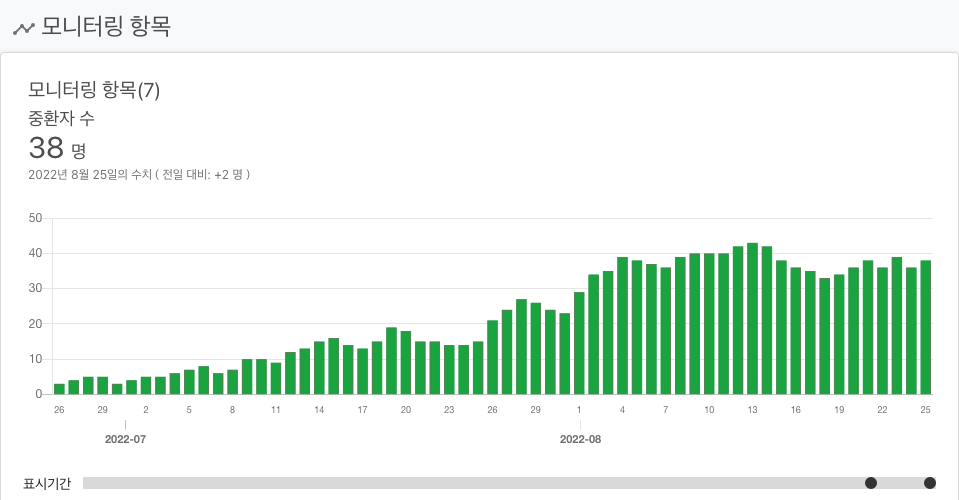 모니터링 항목
모니터링 항목(7)
중환자 수
38 명
2022년 8월 25일의 수치 ( 전일 대비: +2 명 )
50
40
30
20
10
0
26 29 2 5 8 11 14 17 20 23 26 29 1 4 7 10 13 16 19 22 25
2022-07 2022-08
표시기간